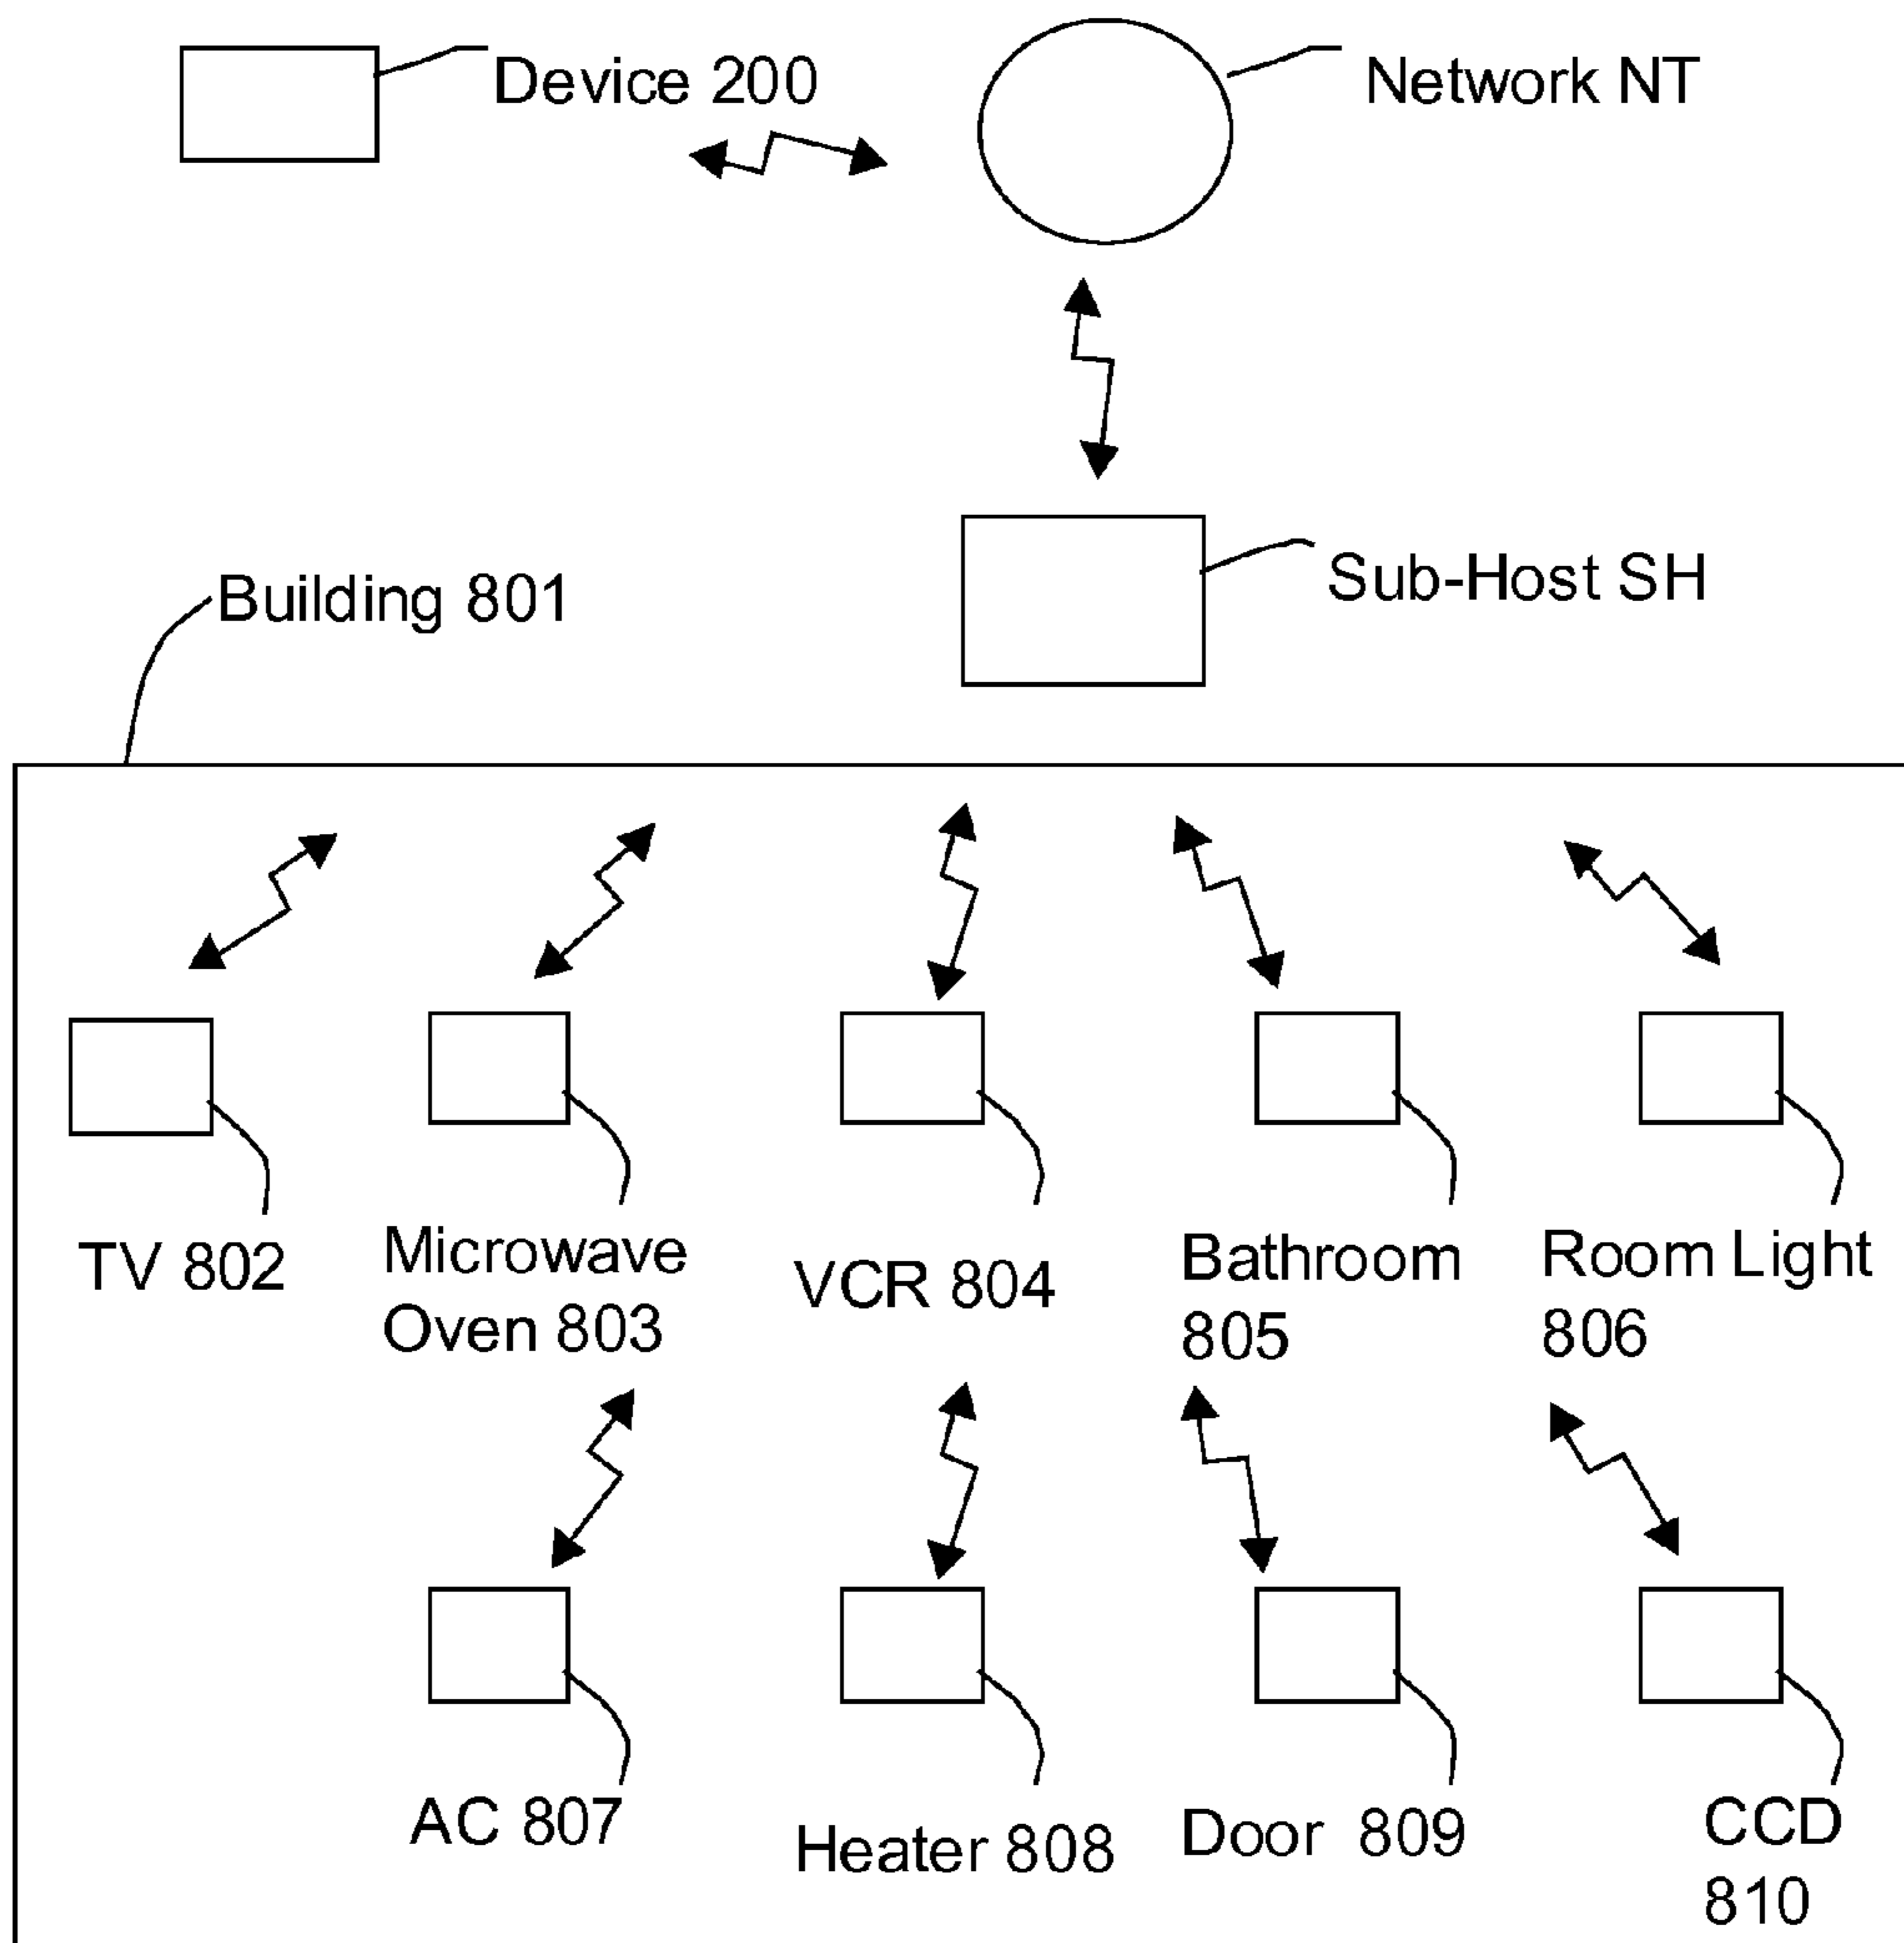 Device 200
Network NT
Sub-Host SH
Building 801
TV 802
Microwave
Oven 803
VCR 804
Bathroom
805
Room Light
806
AC 807
Heater 808
Door 809
CCD
810